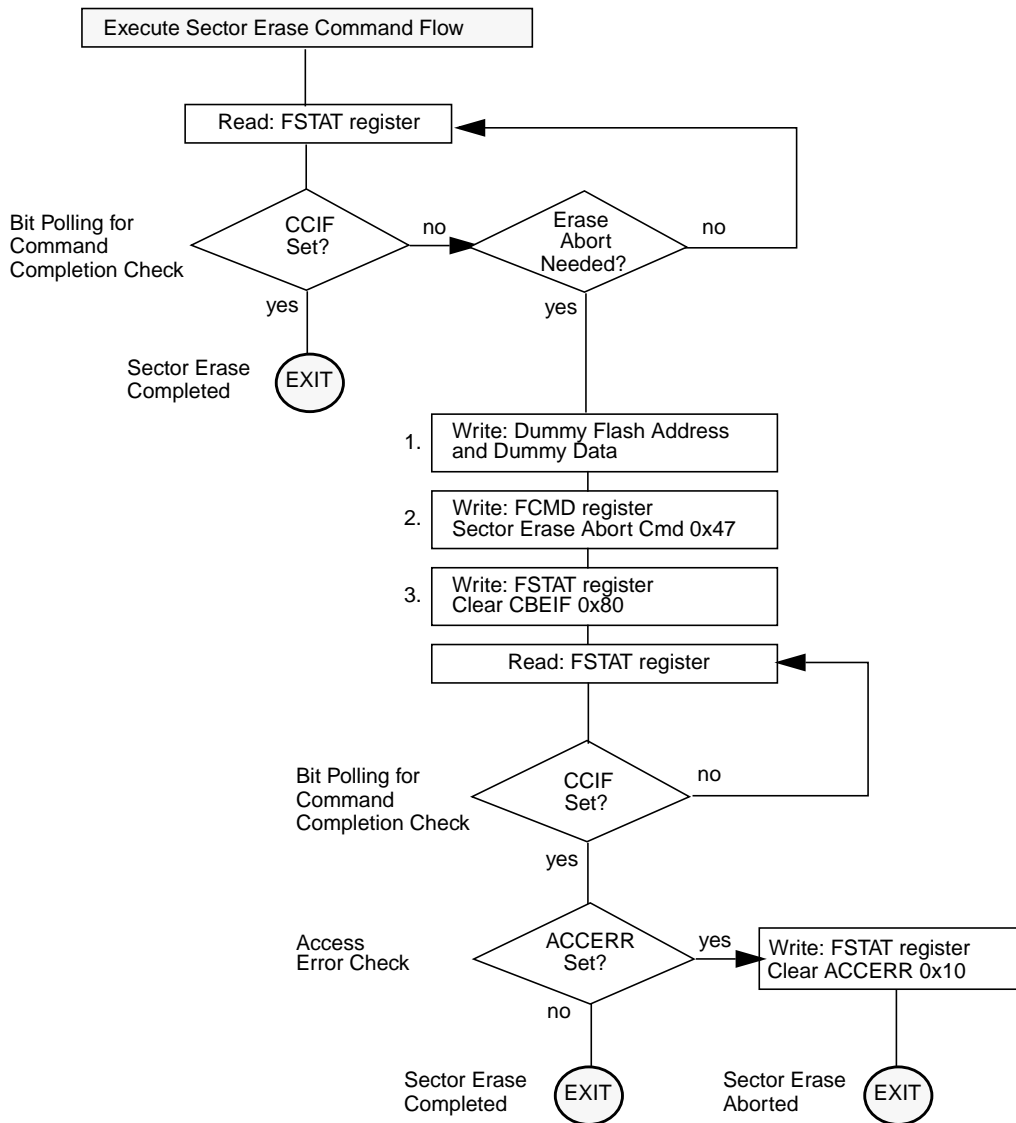 Execute Sector Erase Command Flow
Read: FSTAT register
Bit Polling for
Command
Completion Check
CCIF
Set?
no
Erase
Abort
Needed?
no
yes
yes
Sector Erase
Completed
EXIT
1.
Write: Dummy Flash Address
and Dummy Data
2.
Write: FCMD register
Sector Erase Abort Cmd 0x47
3.
Write: FSTAT register
Clear CBEIF 0x80
Read: FSTAT register
Bit Polling for
Command
Completion Check
CCIF
Set?
no
yes
Access
Error Check
ACCERR
Set?
yes
Write: FSTAT register
Clear ACCERR 0x10
no
Sector Erase
Completed
EXIT
Sector Erase
Aborted
EXIT